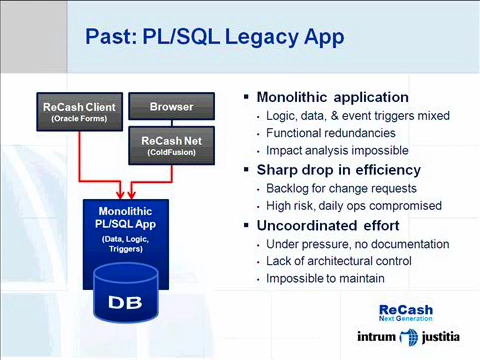 Past: PL/SQL Legacy App
ReCash Client
(Oracle Forms)
Browser
ReCash Net
(ColdFusion)
Monolithic
PL/SQL App
(Data, Logic,
Triggers)
DB
Monolithic application
Logic, data, & event triggers mixed
Functional redundancies
Impact analysis impossible
Sharp drop in efficiency
Backlog for change requests
High risk, daily ops compromised
Uncoordinated effort
Under pressure, no documentation
Lack of architectural control
Impossible to maintain
ReCash
Next Generation
intrum justitia